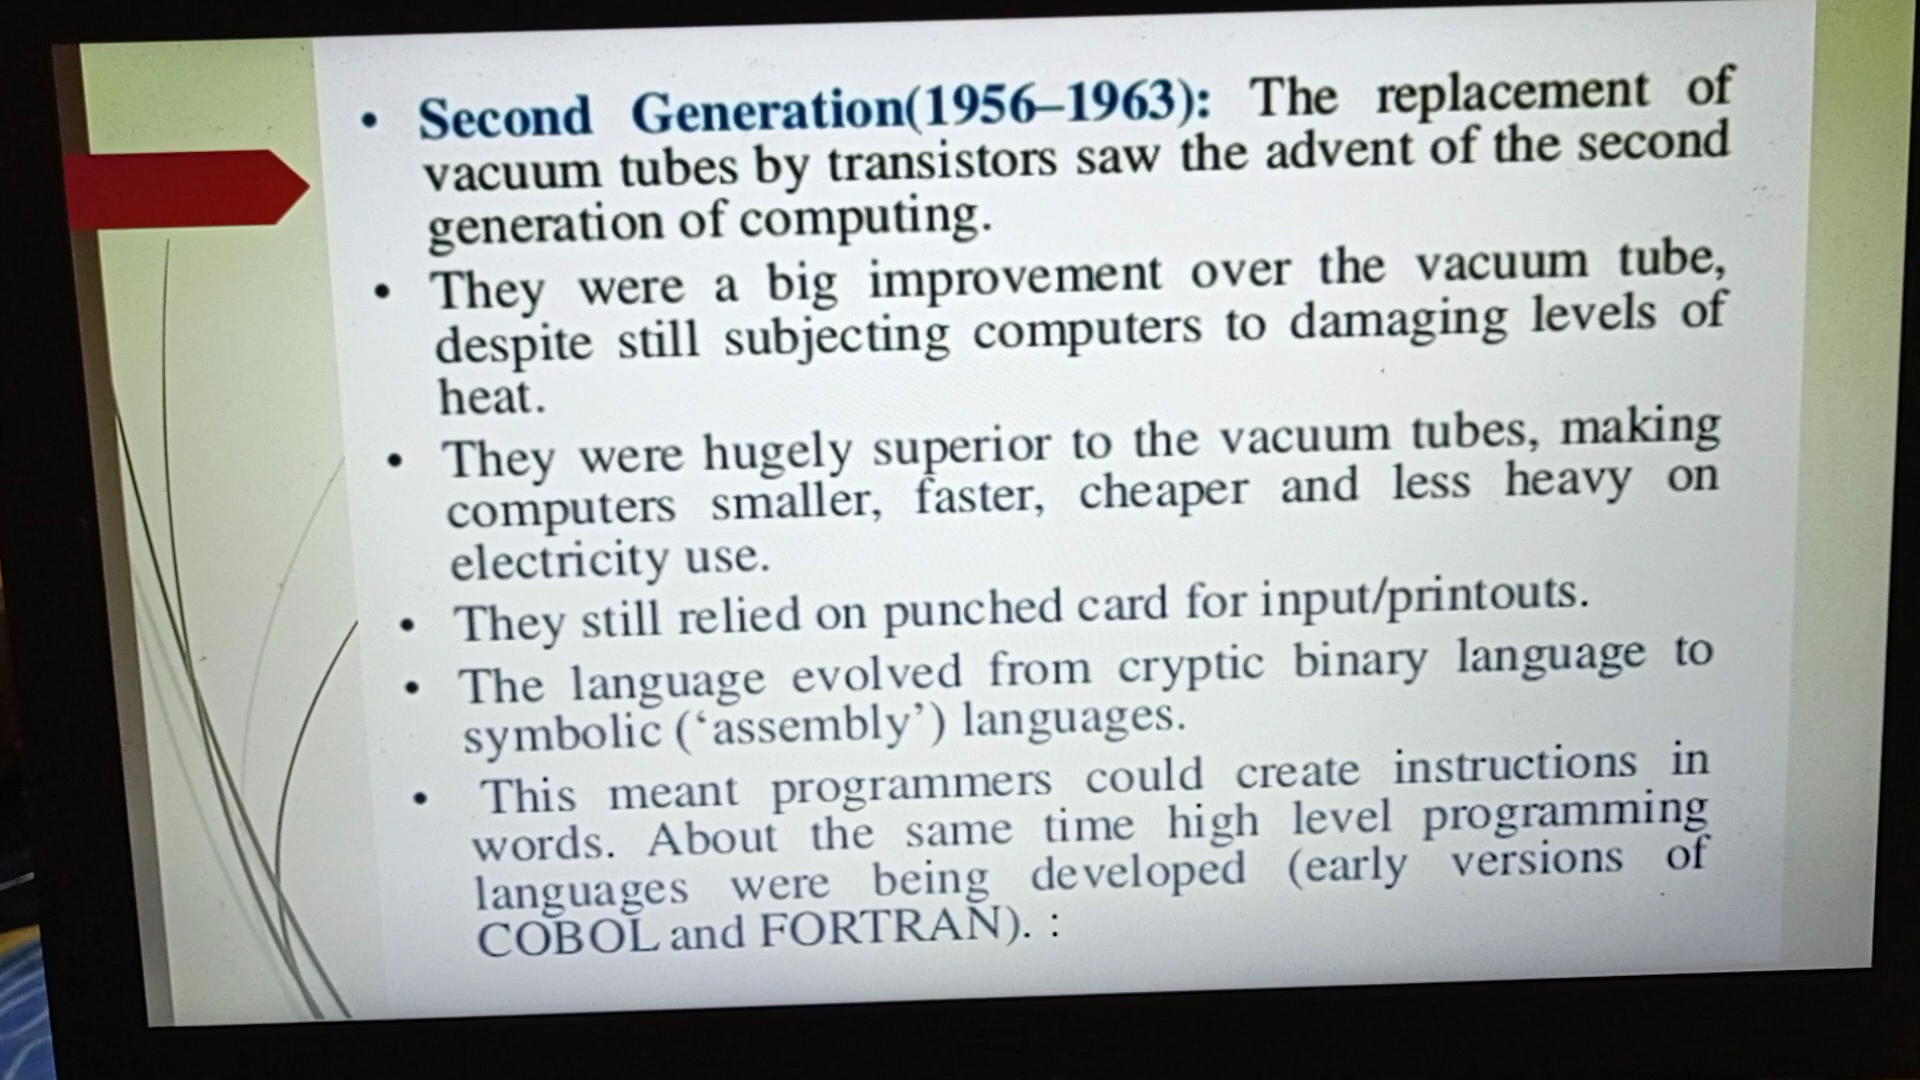 • Second Generation(1956–1963): The replacement of
vacuum tubes by transistors saw the advent of the second
generation of computing.
• They were a big improvement over the vacuum tube,
despite still subjecting computers to damaging levels of
heat.
• They were hugely superior to the vacuum tubes, making
computers smaller, faster, cheaper and less heavy on
electricity use.
• They still relied on punched card for input/printouts.
• The language evolved from cryptic binary language to
symbolic (‘assembly’) languages.
• This meant programmers could create instructions in
words. About the same time high level programming
languages were being developed (early versions of
COBOL and FORTRAN). :